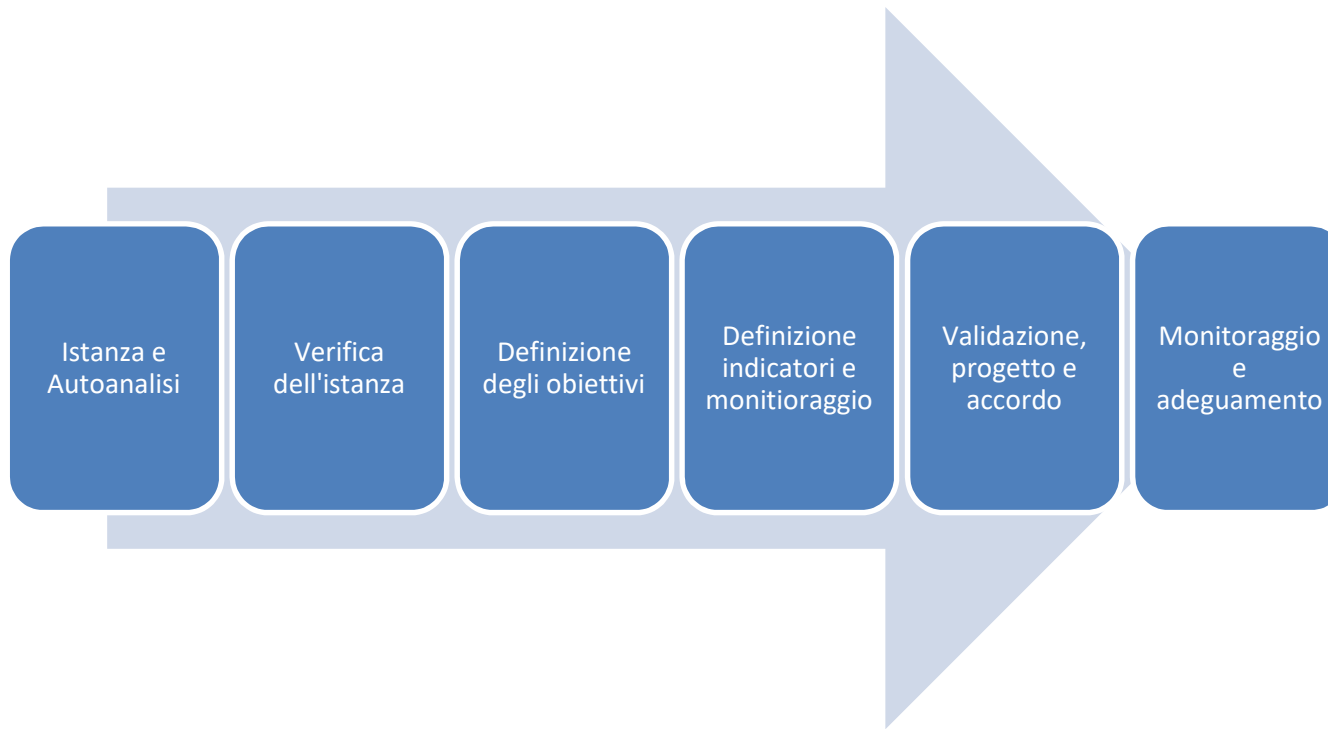 Istanza e
Autoanalisi
Verifica
dell'istanza
Definizione
degli obiettivi
Definizione
indicatori e
monitioraggio
Validazione,
progetto e
accordo
Monitoraggio
e
adeguamento